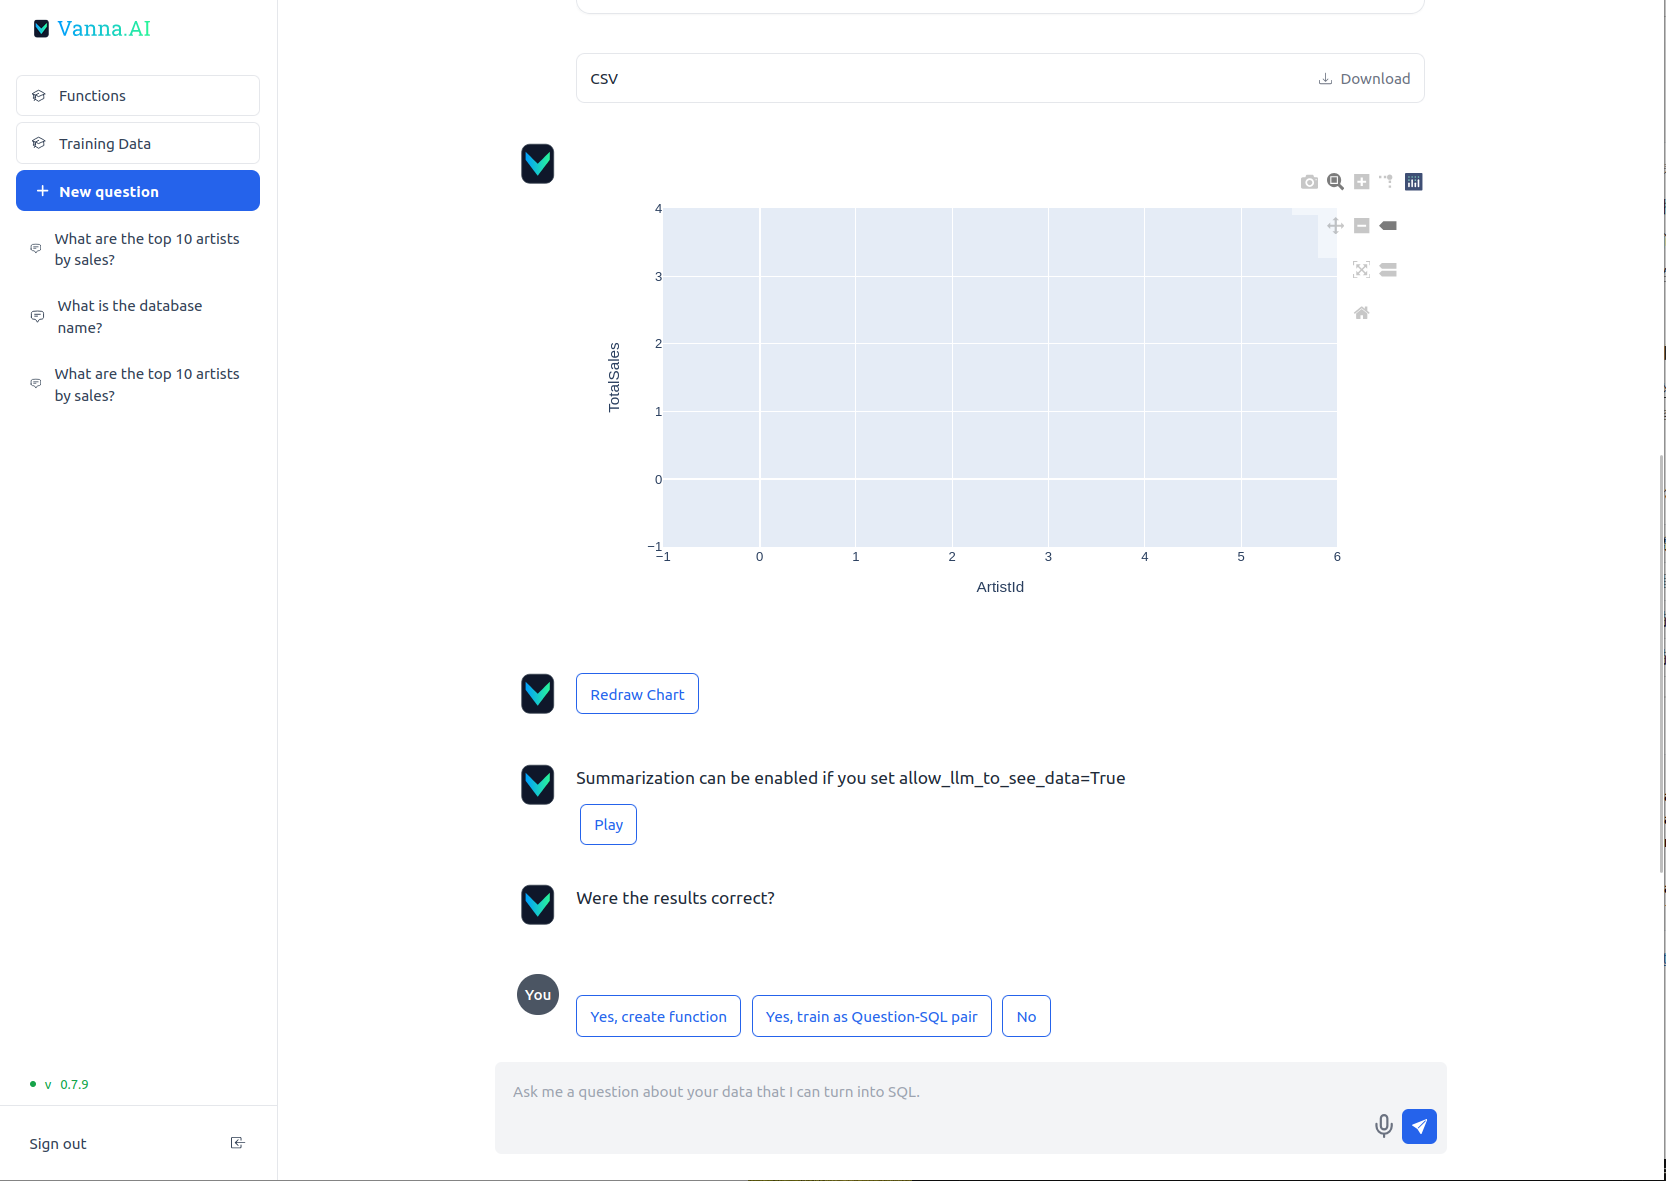 Vanna.AI
Functions
Training Data
New question
What are the top 10 artists
by sales?
What is the database
name?
What are the top 10 artists
by sales?
v 0.7.9
Sign out
CSV
Download
4
3
2
1
0
−1
TotalSales
−1 0 1 2 3 4 5 6
ArtistId
Redraw Chart
Summarization can be enabled if you set allow_llm_to_see_data=True
Play
Were the results correct?
You
Yes, create function
Yes, train as Question-SQL pair
No
Ask me a question about your data that I can turn into SQL.